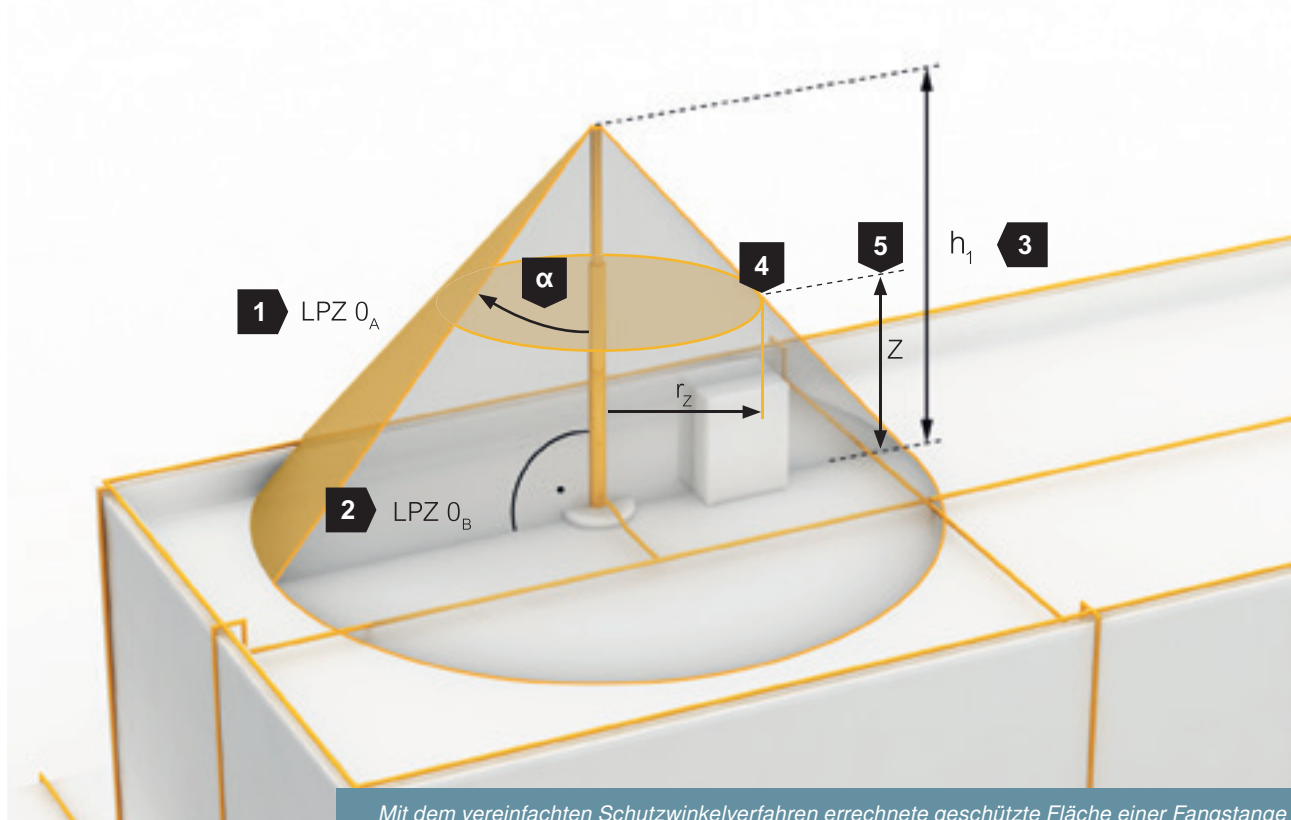 h₁ 3
5
4
α
1 LPZ 0A
Z
rZ
2 LPZ 0B
Mit dem vereinfachten Schutzwinkelverfahren errechnete geschützte Fläche einer Fangstange